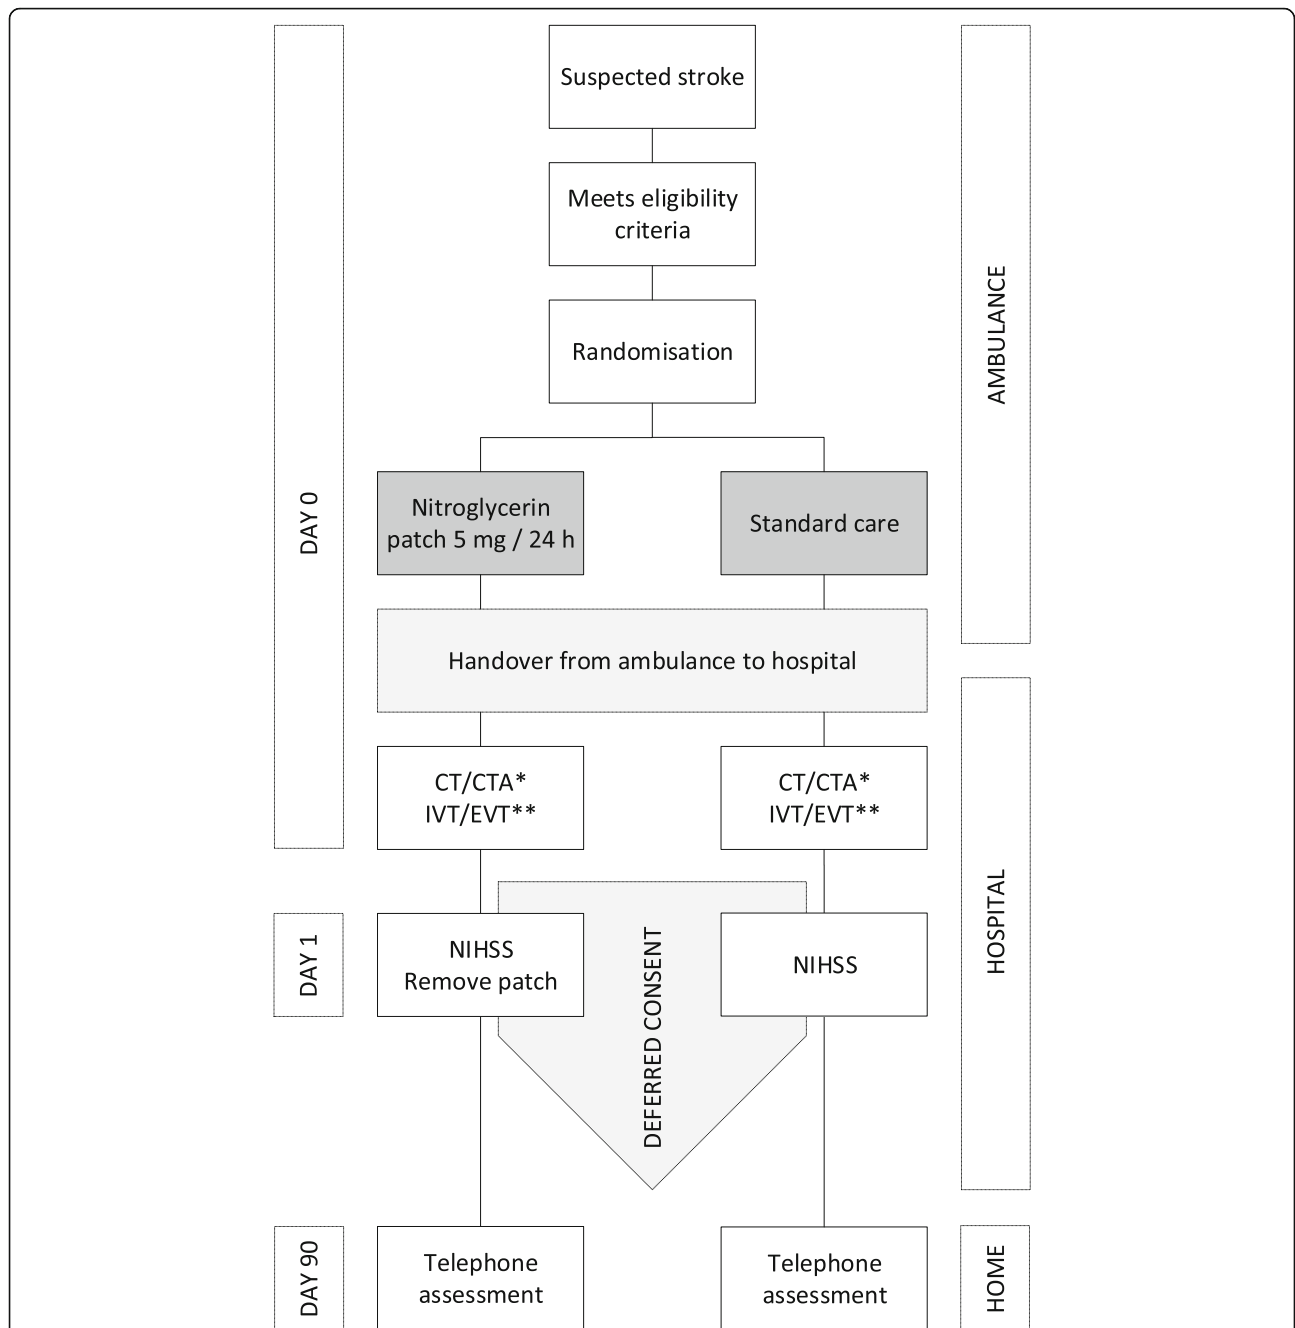 Suspected stroke
Meets eligibility
criteria
Randomisation
AMBULANCE
DAY 0
Nitroglycerin
patch 5 mg / 24 h
Standard care
Handover from ambulance to hospital
CT/CTA*
IVT/EVT**
CT/CTA*
IVT/EVT**
HOSPITAL
DAY 1
NIHSS
Remove patch
DEFERRED CONSENT
NIHSS
DAY 90
Telephone
assessment
Telephone
assessment
HOME